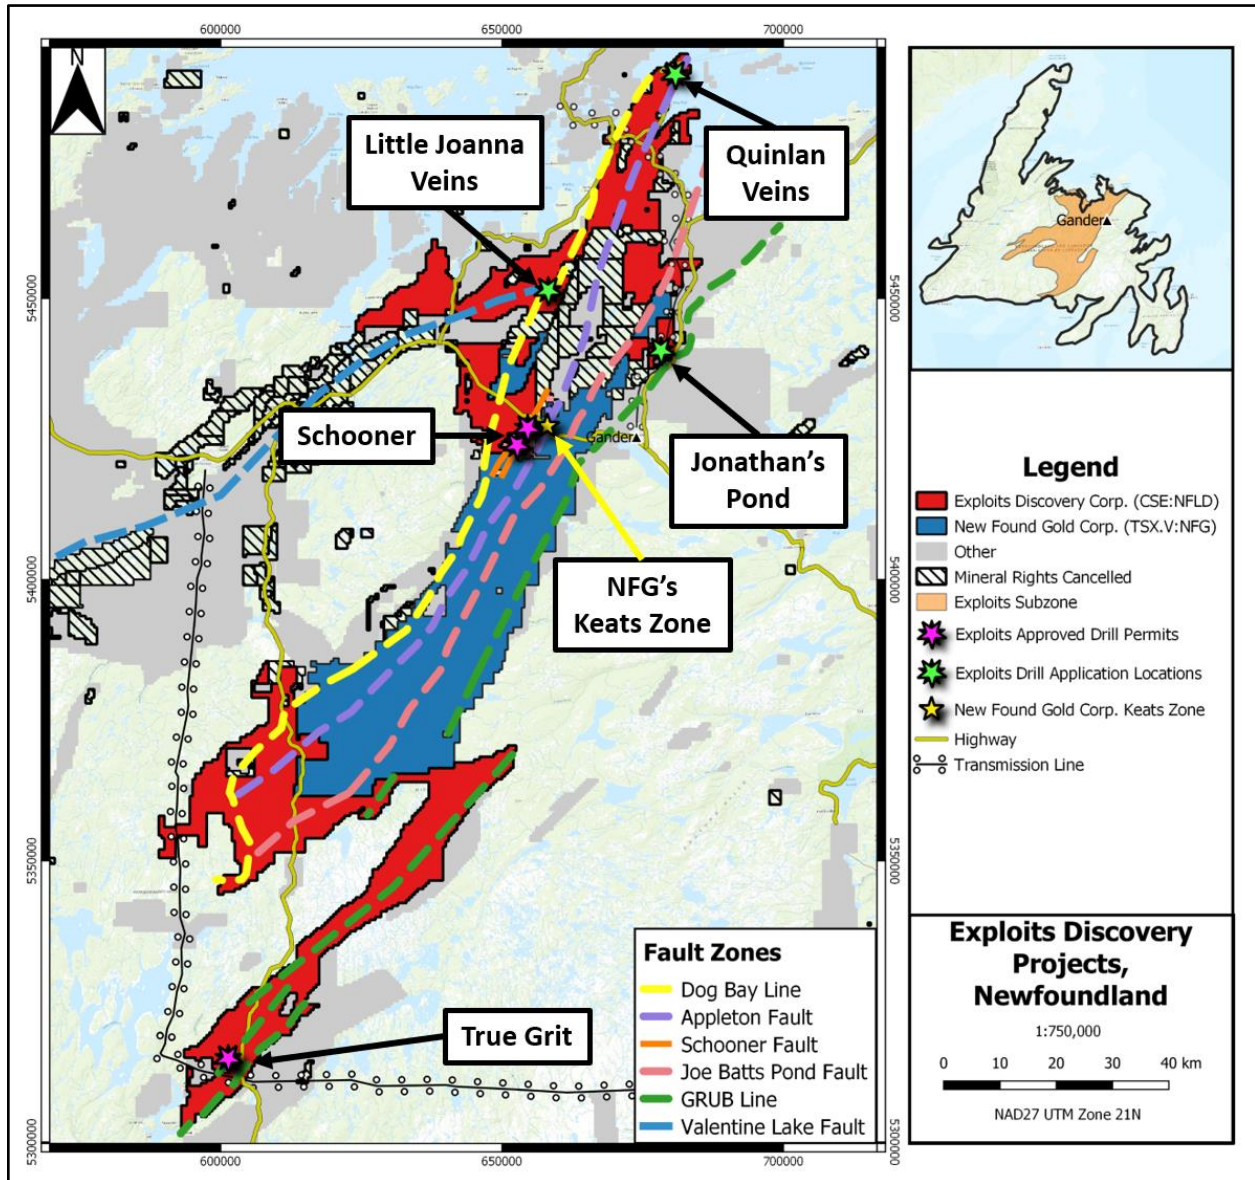 600000
650000
700000
N
5450000
5400000
5350000
5300000
Little Joanna
Veins
Quinlan
Veins
Schooner
Gander
Jonathan's
Pond
NFG's
Keats Zone
True Grit
5450000
5400000
5350000
5300000
600000
650000
700000
Fault Zones
Dog Bay Line
Appleton Fault
Schooner Fault
Joe Batts Pond Fault
GRUB Line
Valentine Lake Fault
Gander
Legend
Exploits Discovery Corp. (CSE:NFLD)
New Found Gold Corp. (TSX.V:NFG)
Other
Mineral Rights Cancelled
Exploits Subzone
Exploits Approved Drill Permits
Exploits Drill Application Locations
New Found Gold Corp. Keats Zone
Highway
Transmission Line
Exploits Discovery
Projects,
Newfoundland
1:750,000
0 10 20 30 40 km
NAD27 UTM Zone 21N